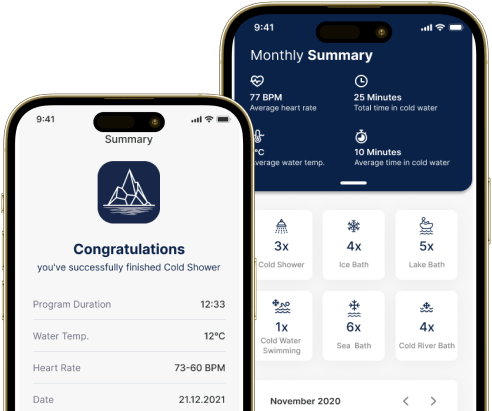 9:41
Summary
Congratulations
you've successfully finished Cold Shower
Program Duration 12:33
Water Temp. 12°C
Heart Rate 73-60 BPM
Date 21.12.2021
9:41
Monthly Summary
77 BPM
Average heart rate
25 Minutes
Total time in cold water
°C
verage water temp.
10 Minutes
Average time in cold water
3x
Cold Shower
4x
Ice Bath
5x
Lake Bath
1x
Cold Water
Swimming
6x
Sea Bath
4x
Cold River Bath
November 2020